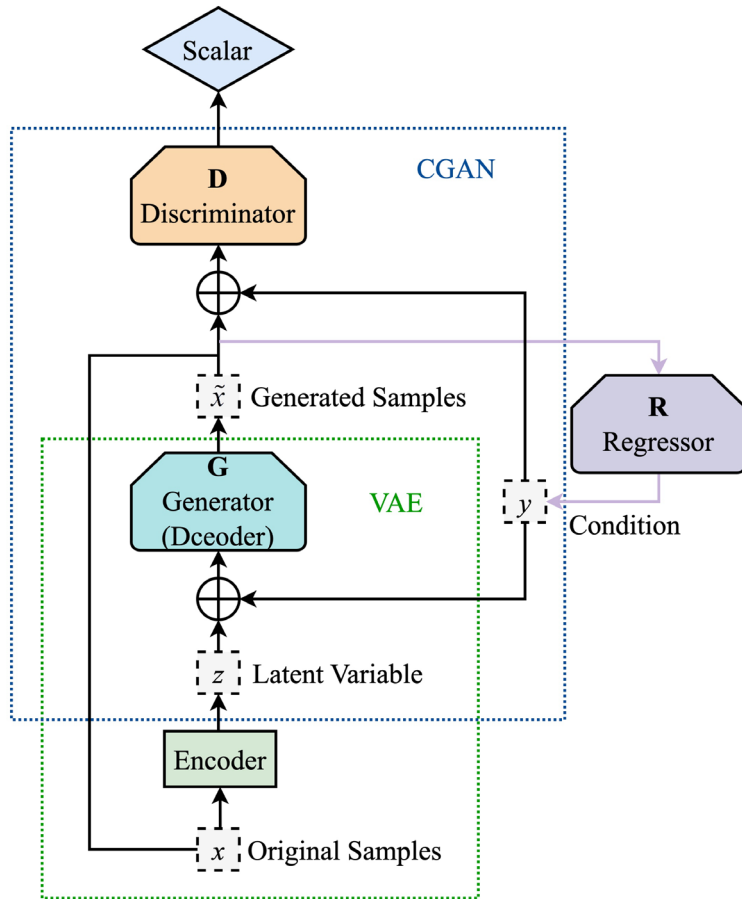 Scalar
CGAN
D
Discriminator
x̃ Generated Samples
R
Regressor
G
Generator
(Dceoder)
VAE
y
Condition
z Latent Variable
Encoder
x Original Samples